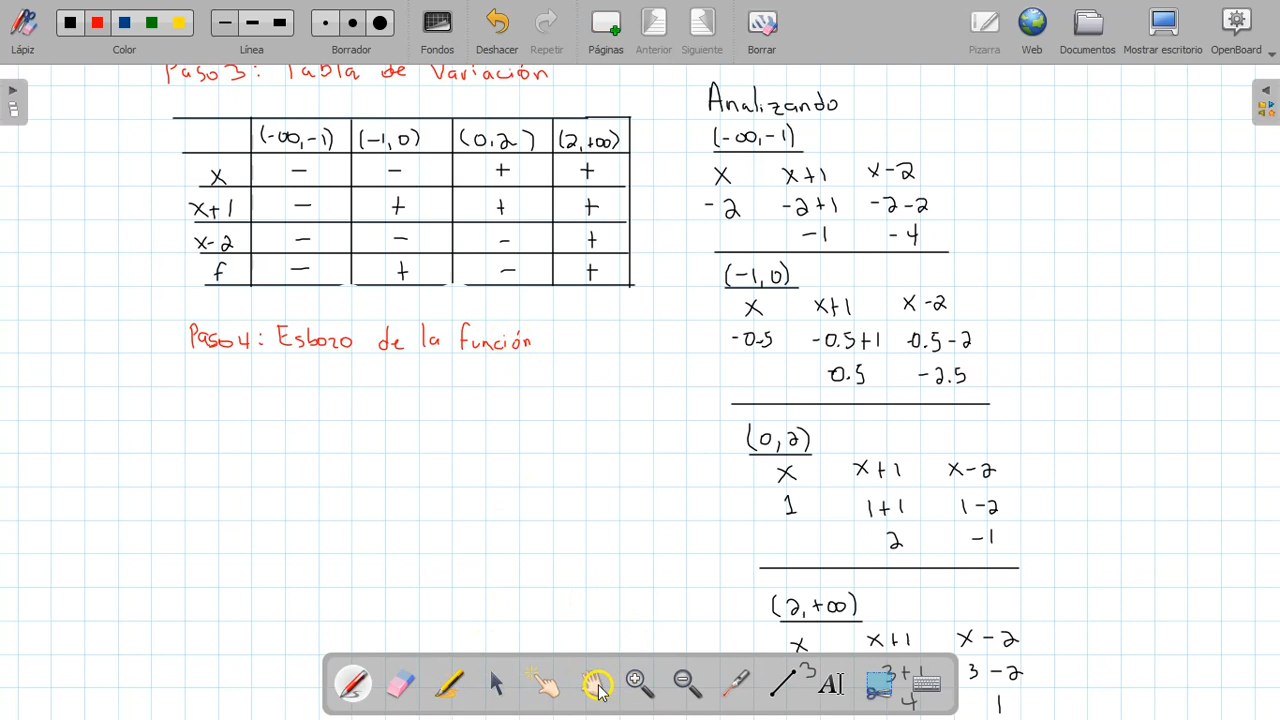 Lápiz Color Línea Borrador Fondos Deshacer Repetir Páginas Anterior Siguiente Borrar Pizarra Web Documentos Mostrar escritorio OpenBoard
Paso 3: Tabla de Variación
(-∞,-1) (-1,0) (0,2) (2,+∞)
x - - + +
x+1 - + + +
x-2 - - - +
f - + - +
Paso 4: Esbozo de la función
Analizando
(-∞,-1)
x x+1 x-2
-2 -2+1 -2-2
-1 -4
(-1,0)
x x+1 x-2
-0.5 -0.5+1 -0.5-2
0.5 -2.5
(0,2)
x x+1 x-2
1 1+1 1-2
2 -1
(2,+∞)
x x+1 x-2
3 3+1 3-2
4 1